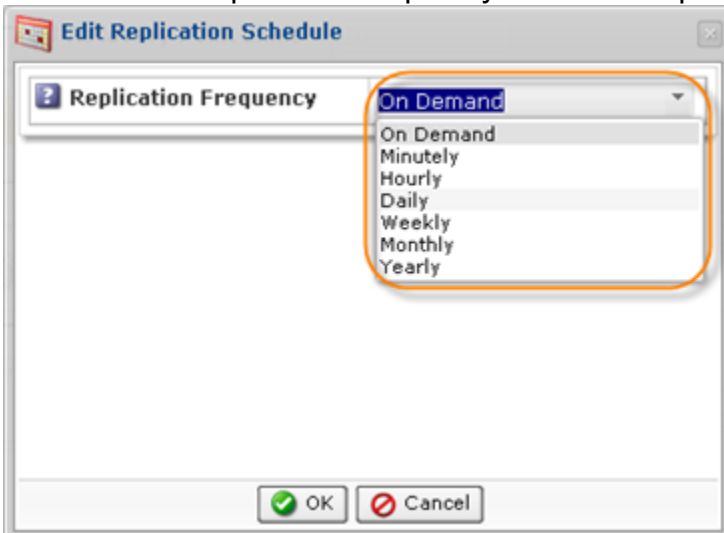 Edit Replication Schedule
Replication Frequency
On Demand
On Demand
Minutely
Hourly
Daily
Weekly
Monthly
Yearly
OK
Cancel